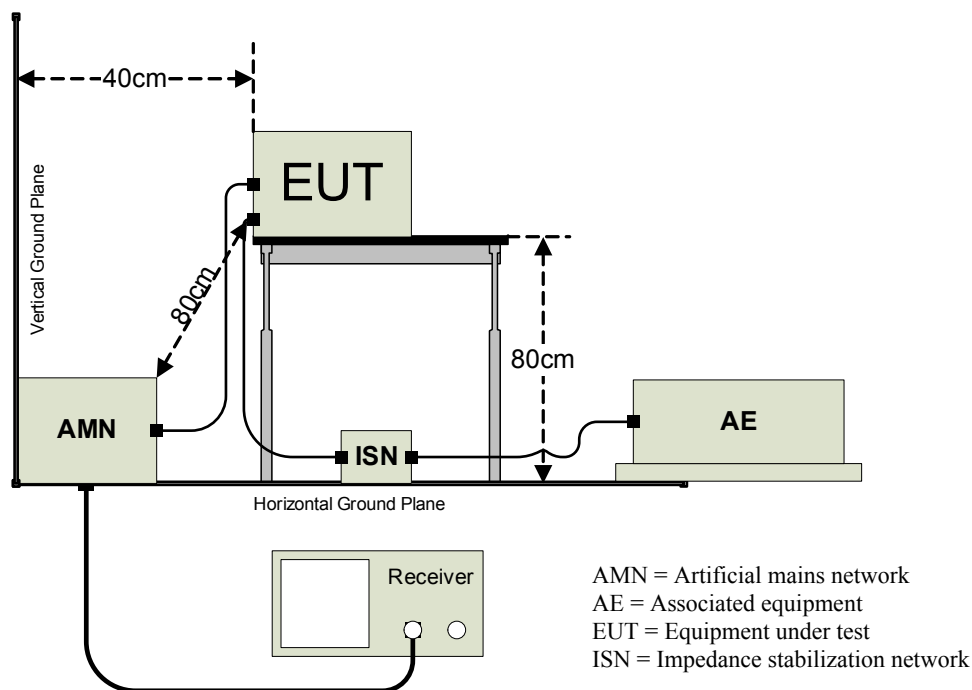 40cm
EUT
Vertical Ground Plane
80cm
80cm
AMN
ISN
AE
Horizontal Ground Plane
Receiver
AMN = Artificial mains network
AE = Associated equipment
EUT = Equipment under test
ISN = Impedance stabilization network